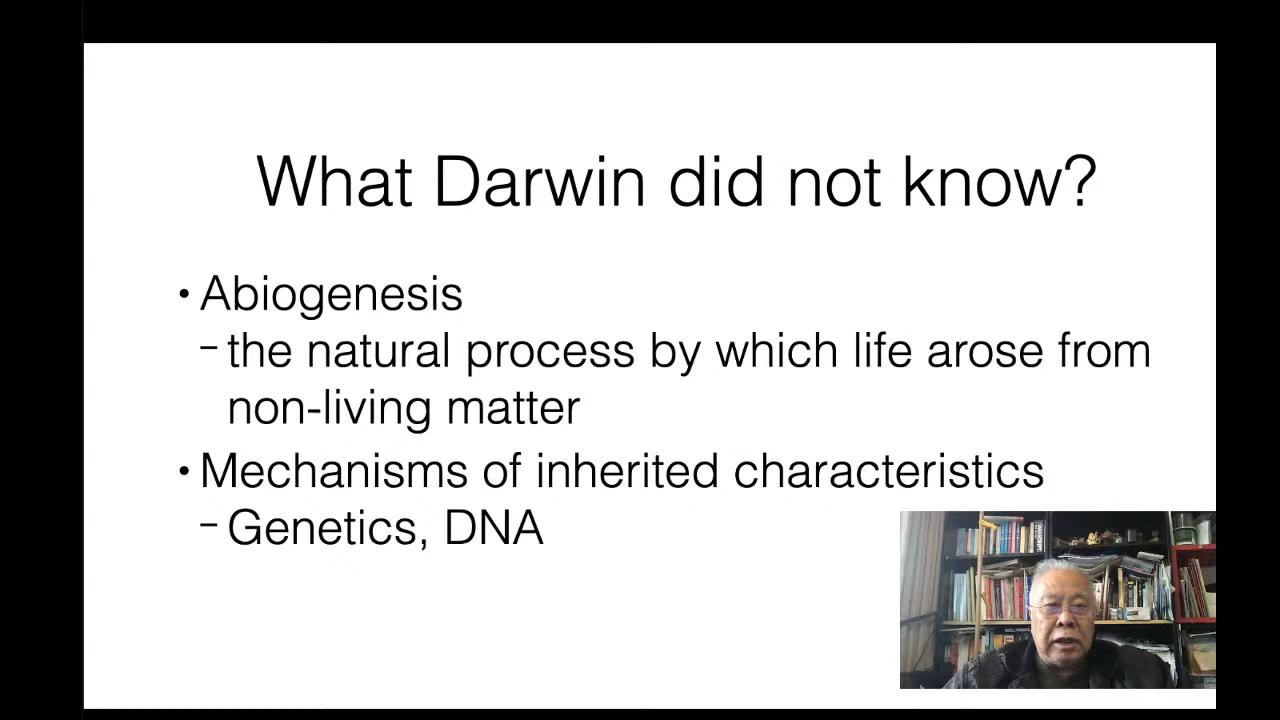 What Darwin did not know?
• Abiogenesis
– the natural process by which life arose from
non-living matter
• Mechanisms of inherited characteristics
– Genetics, DNA